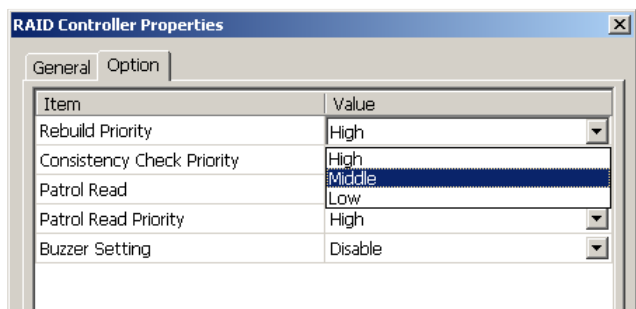 RAID Controller Properties
General Option
Item Value
Rebuild Priority High
Consistency Check Priority High
Middle
Patrol Read Low
Patrol Read Priority High
Buzzer Setting Disable